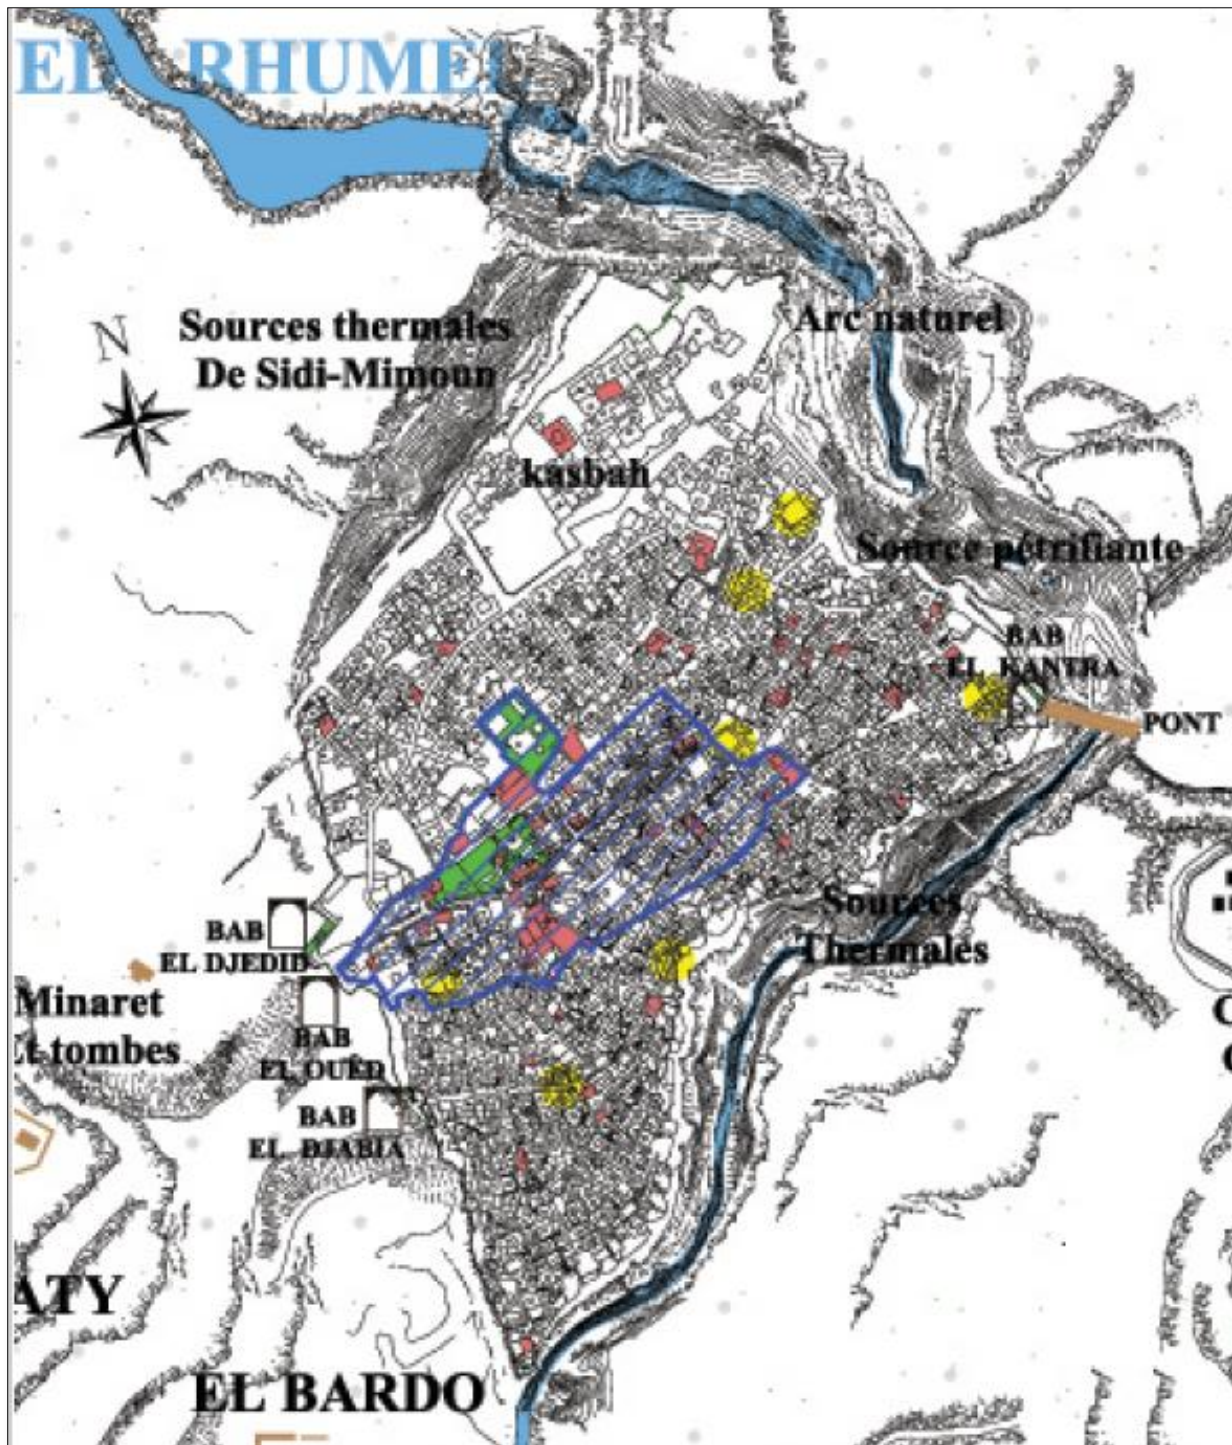 EL RHUMEL
Sources thermales
De Sidi-Mimoun
N
Arc naturel
kasbah
Source pétrifiante
BAB
EL KANTRA
PONT
BAB
EL DJEDID
Sources
Thermales
Minaret
Et tombes
BAB
EL OUED
BAB
EL DJABIA
ATY
EL BARDO